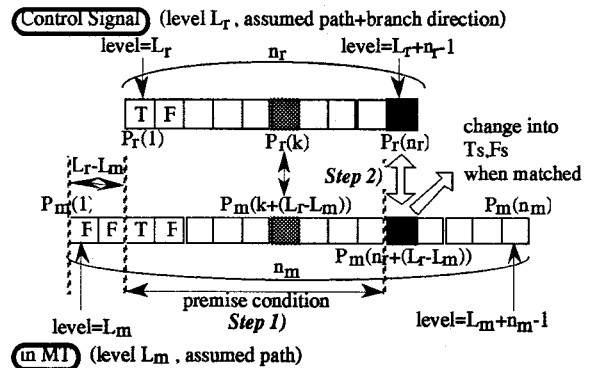 Control Signal (level Lr , assumed path+branch direction)
level=Lr nr level=Lr+nr-1
T F
Pr(1) Pr(k) Pr(nr)
change into
Ts,Fs
when matched
Lr-Lm
Step 2)
Pm(1) Pm(k+(Lr-Lm)) Pm(nm)
F F T F
Pm(nr+(Lr-Lm))
nm
premise condition
Step 1)
level=Lm level=Lm+nm-1
in MT (level Lm , assumed path)